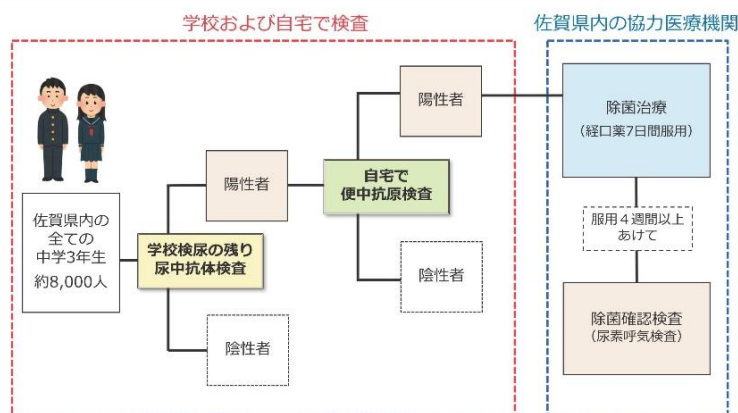 学校および自宅で検査
佐賀県内の協力医療機関
佐賀県内の
全ての
中学3年生
約8,000人
学校検尿の残り
尿中抗体検査
陽性者
陰性者
自宅で
便中抗原検査
陽性者
陰性者
除菌治療
（経口薬7日間服用）
服用４週間以上
あけて
除菌確認検査
（尿素呼気検査）